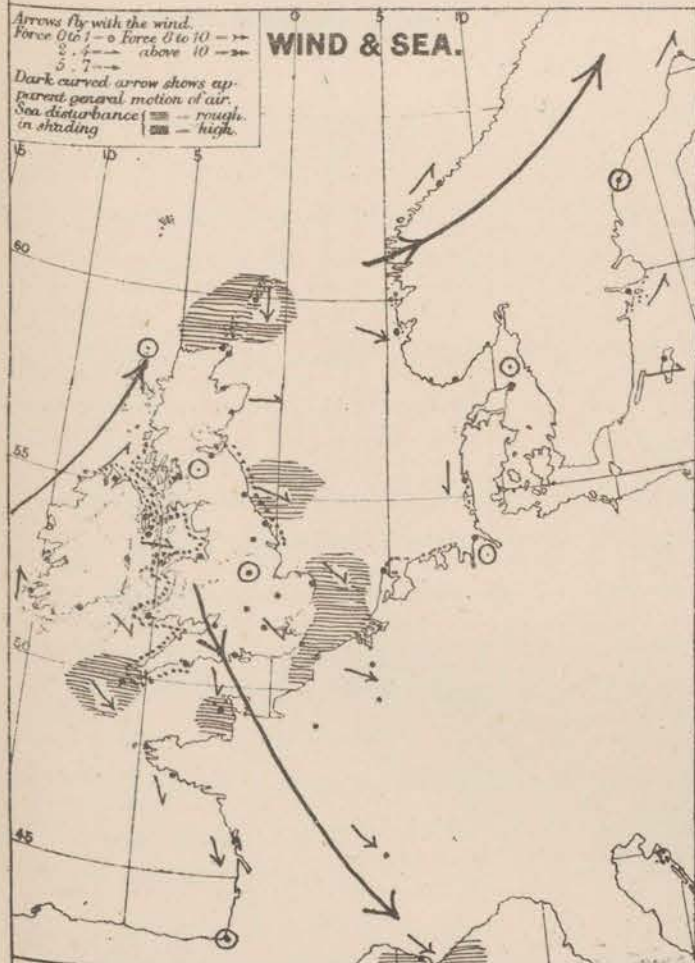 Arrows fly with the wind.
Force 0 to 1 – o Force 8 to 10 –
2 . 4 – above 10 –
5 . 7 –
WIND & SEA.
Dark curved arrow shows ap-
parent general motion of air.
Sea disturbance – rough.
in shading – high.
0 5 10
15 10 5
60
55
50
45